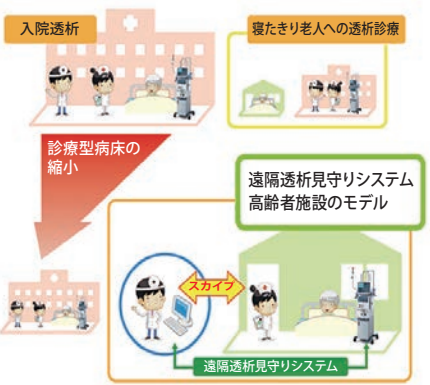 入院透析
寝たきり老人への透析診療
診療型病床の
縮小
遠隔透析見守りシステム
高齢者施設のモデル
スカイプ
遠隔透析見守りシステム